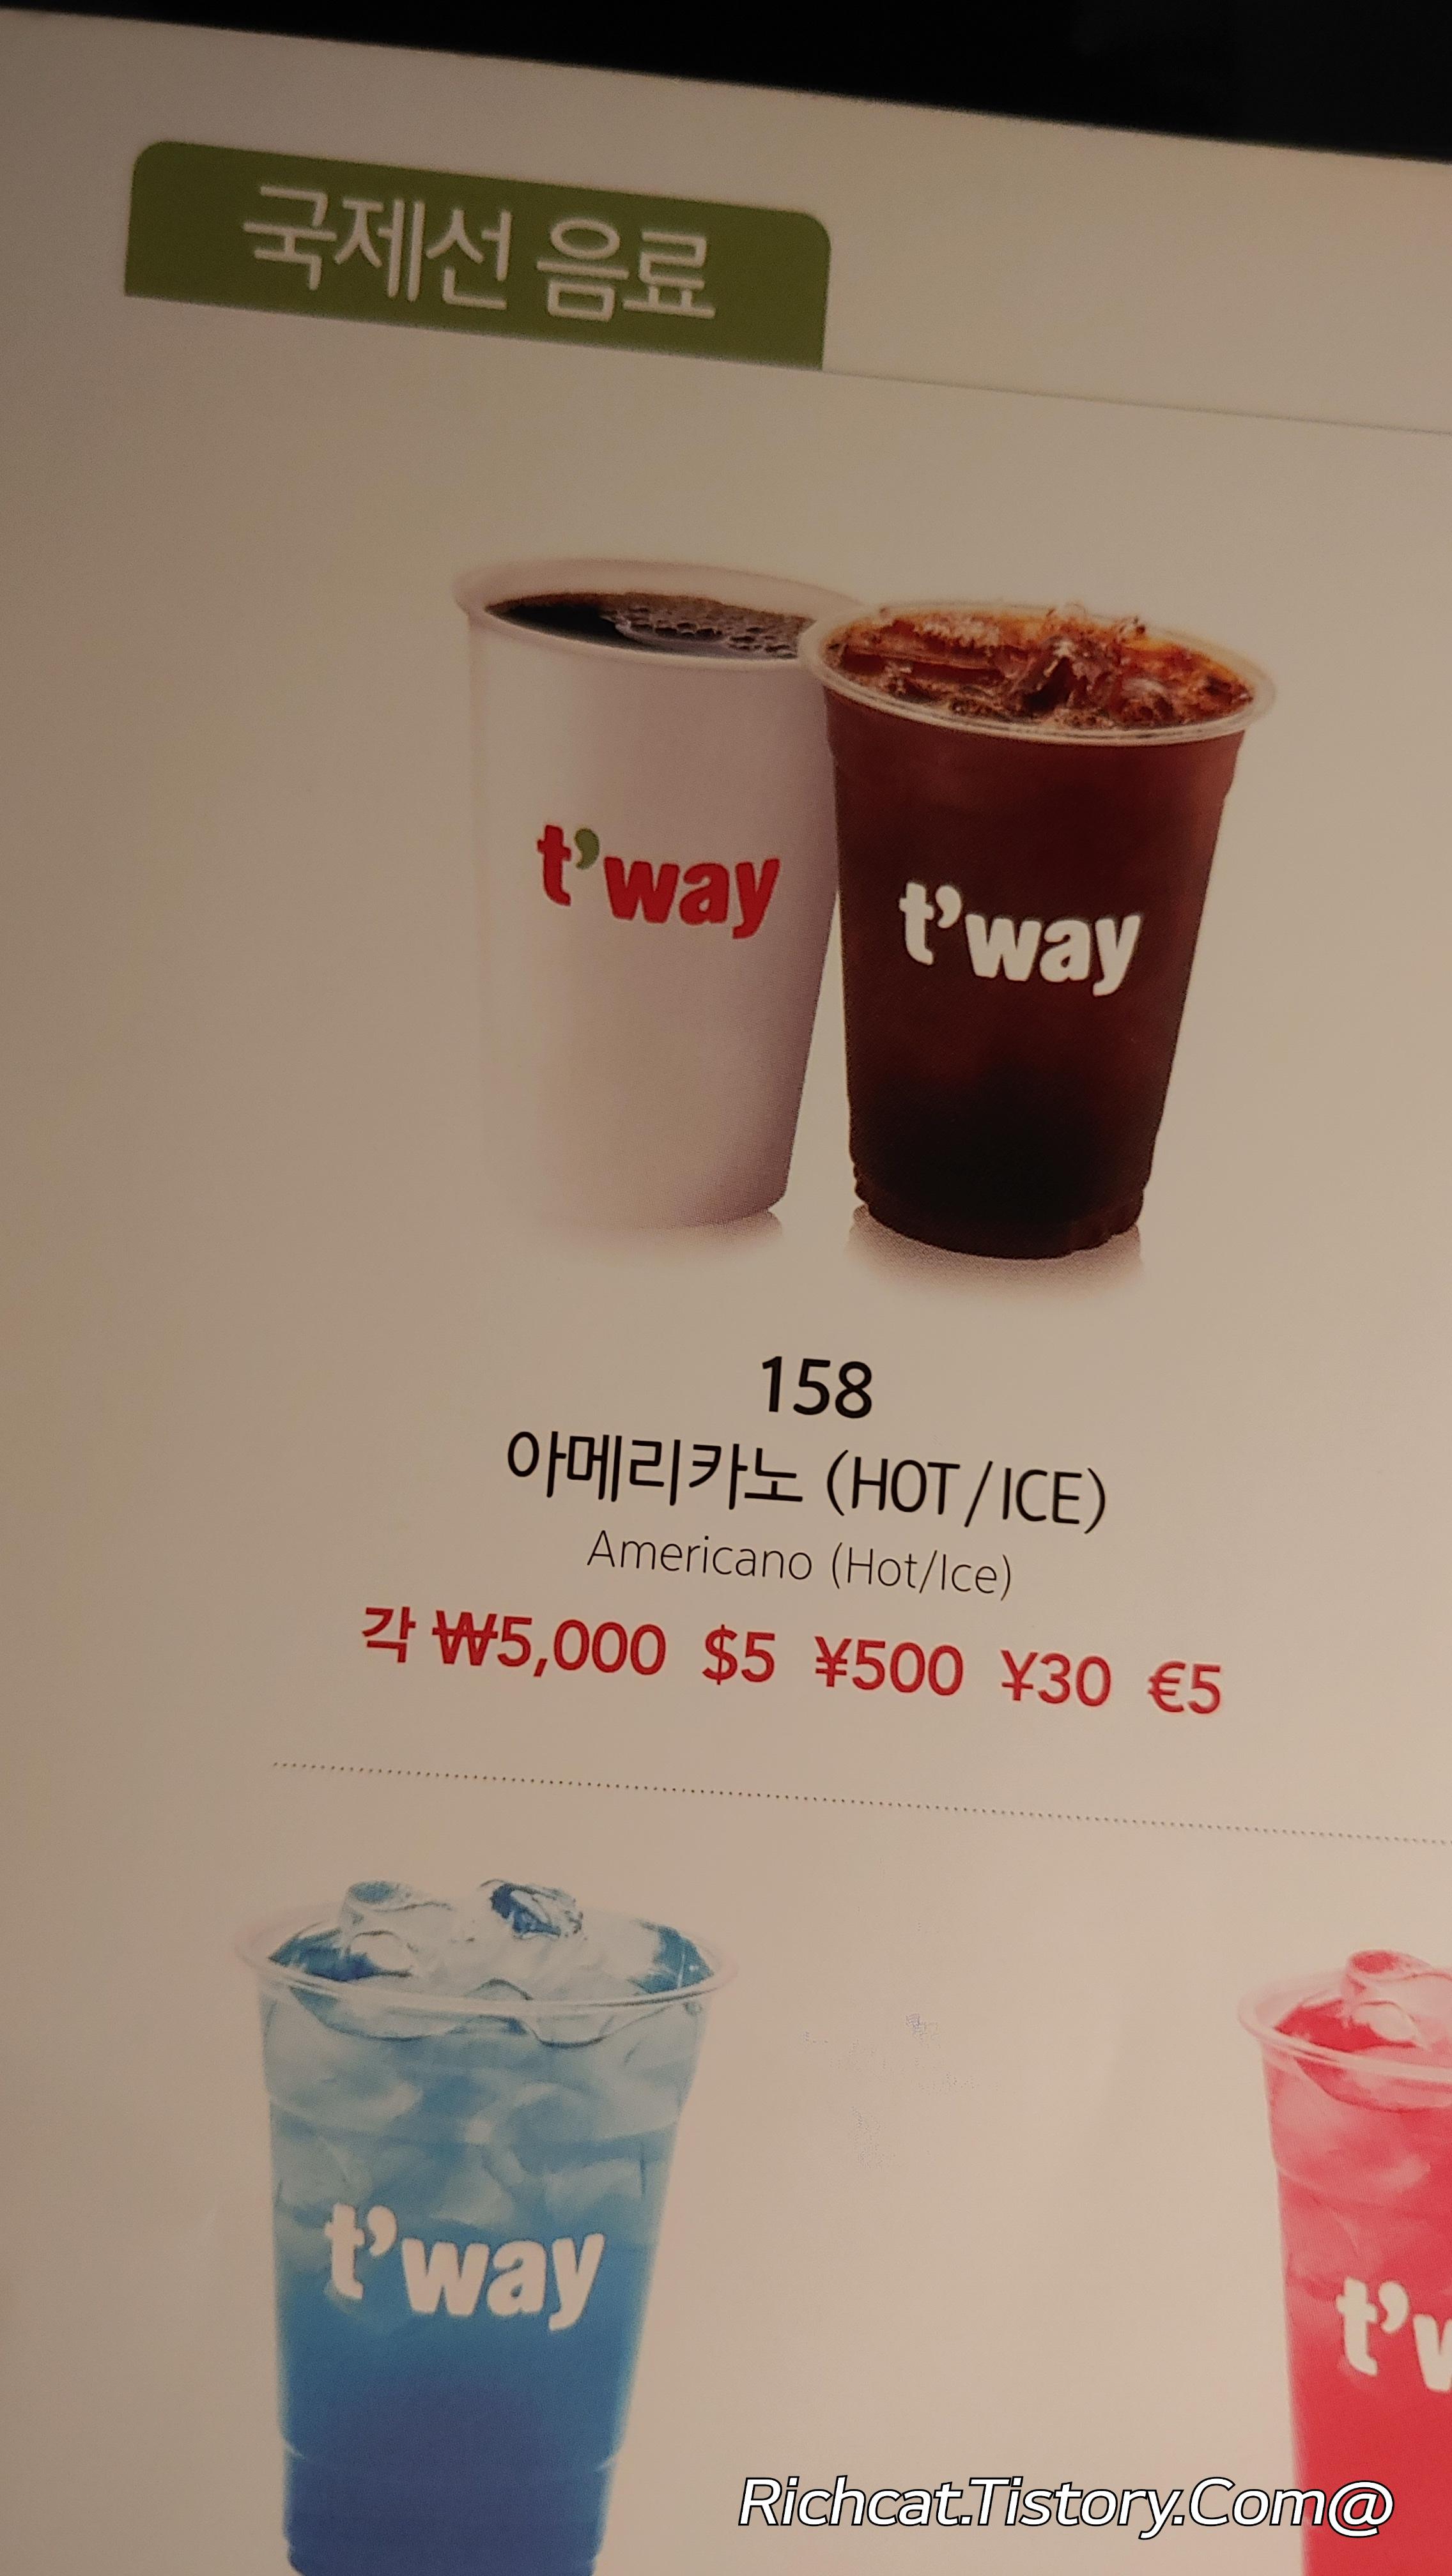 국제선 음료
t'way
t'way
158
아메리카노 (HOT/ICE)
Americano (Hot/Ice)
각 ₩5,000 $5 ¥500 ¥30 €5
t'way
Richcat.Tistory.Com@